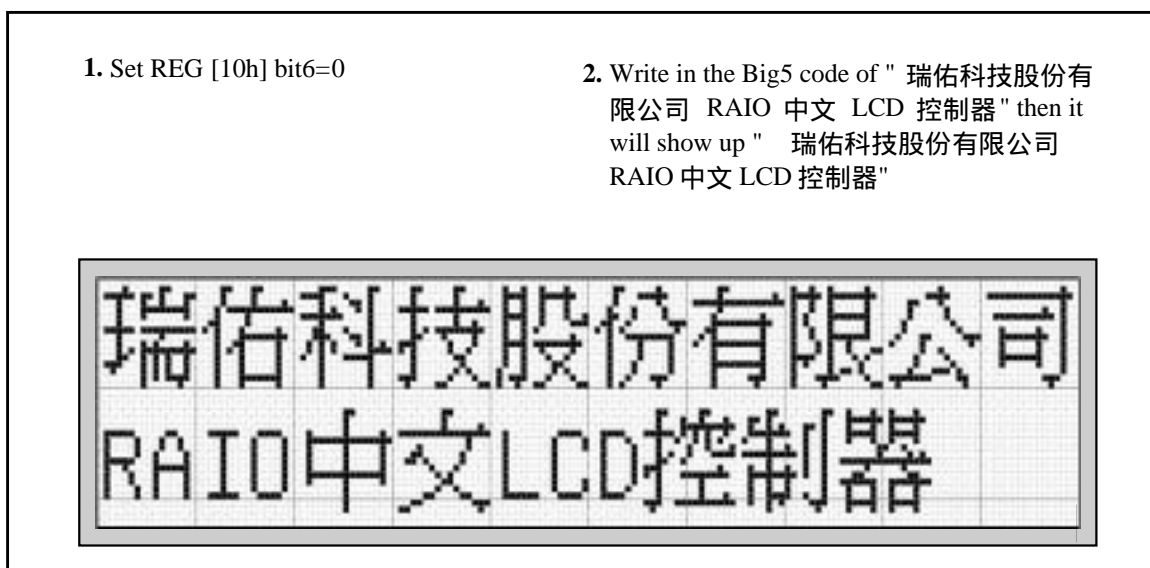 1. Set REG [10h] bit6=0
2. Write in the Big5 code of " 瑞佑科技股份有
限公司 RAIO 中文 LCD 控制器" then it
will show up " 瑞佑科技股份有限公司
RAIO 中文 LCD 控制器"
瑞佑科技股份有限公司
RAIO中文LCD控制器